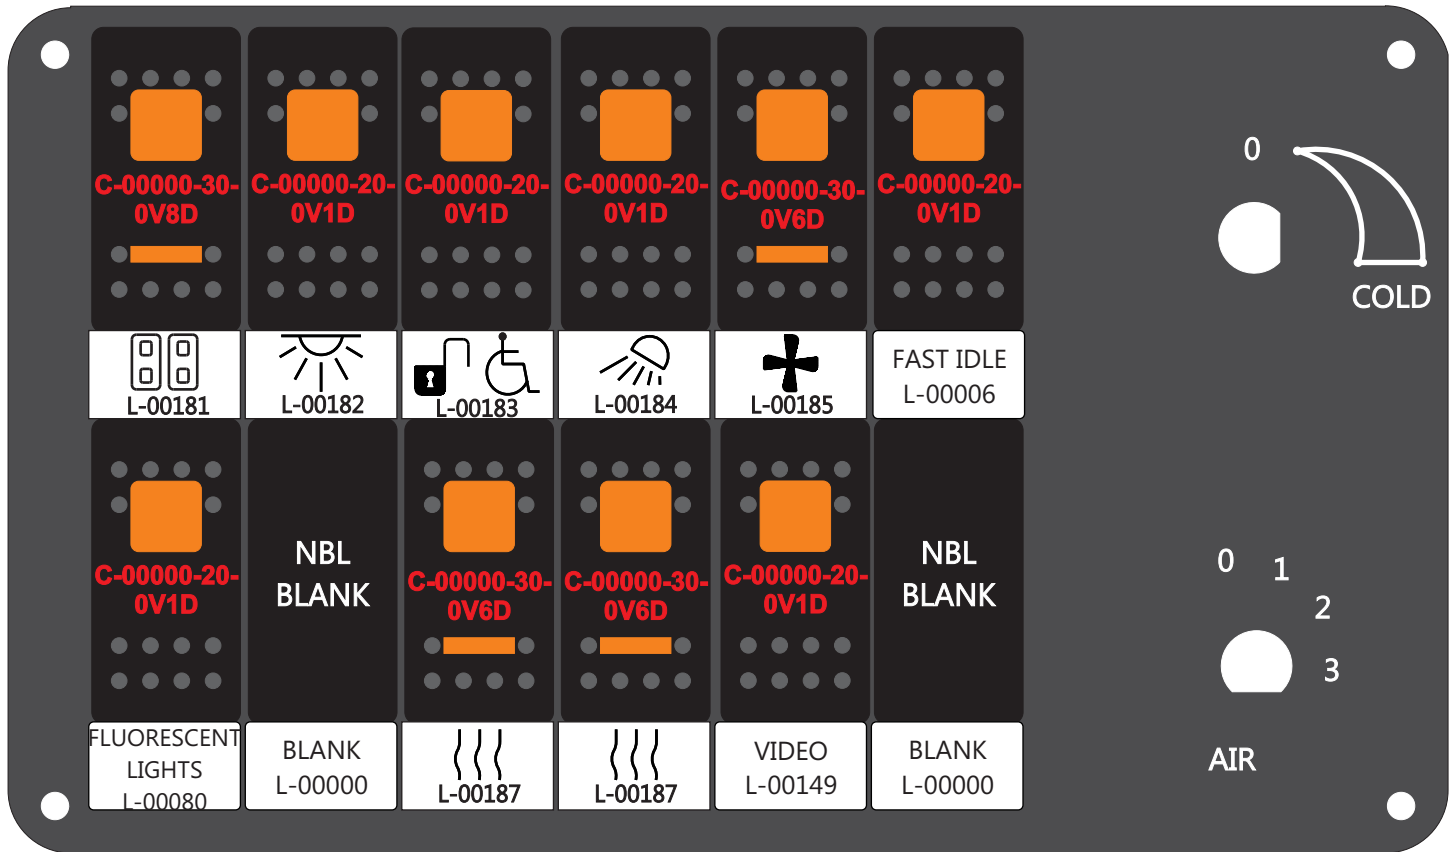 C-00000-30-
0V8D
C-00000-20-
0V1D
C-00000-20-
0V1D
C-00000-20-
0V1D
C-00000-30-
0V6D
C-00000-20-
0V1D
0
COLD
L-00181
L-00182
L-00183
L-00184
L-00185
FAST IDLE
L-00006
C-00000-20-
0V1D
NBL
BLANK
C-00000-30-
0V6D
C-00000-30-
0V6D
C-00000-20-
0V1D
NBL
BLANK
0
1
2
3
AIR
FLUORESCENT
LIGHTS
L-00080
BLANK
L-00000
L-00187
L-00187
VIDEO
L-00149
BLANK
L-00000